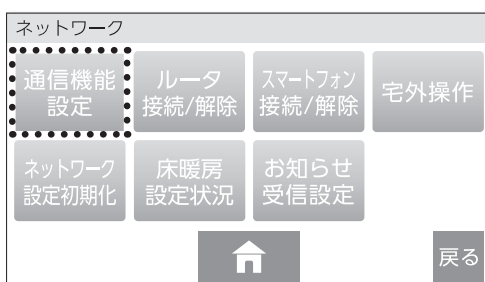 ネットワーク
通信機能
設定
ルータ
接続/解除
スマートフォン
接続/解除
宅外操作
ネットワーク
設定初期化
床暖房
設定状況
お知らせ
受信設定
戻る